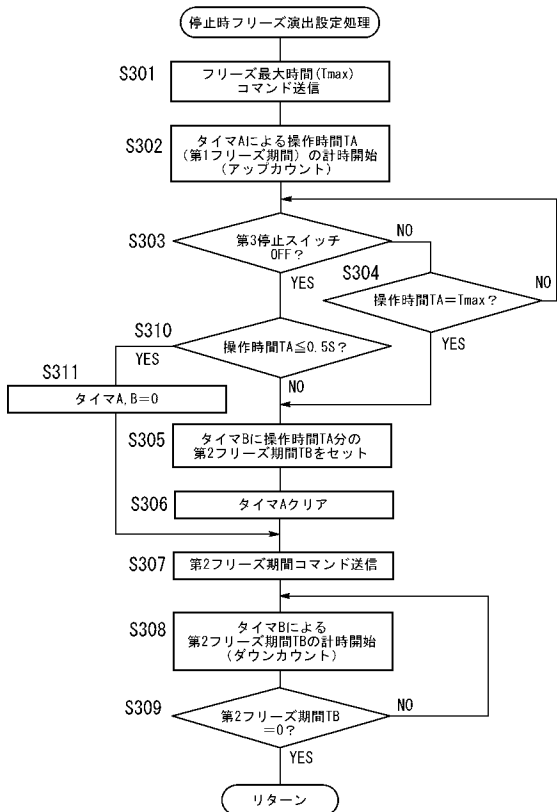 停止時フリーズ演出設定処理
S301
フリーズ最大時間(Tmax)
コマンド送信
S302
タイマAによる操作時間TA
(第1フリーズ期間)の計時開始
(アップカウント)
S303
第3停止スイッチ
OFF?
NO
YES
S304
操作時間TA=Tmax?
NO
YES
S310
操作時間TA≦0.5S?
YES
NO
S311
タイマA,B=0
S305
タイマBに操作時間TA分の
第2フリーズ期間TBをセット
S306
タイマAクリア
S307
第2フリーズ期間コマンド送信
S308
タイマBによる
第2フリーズ期間TBの計時開始
(ダウンカウント)
S309
第2フリーズ期間TB
=0?
NO
YES
リターン